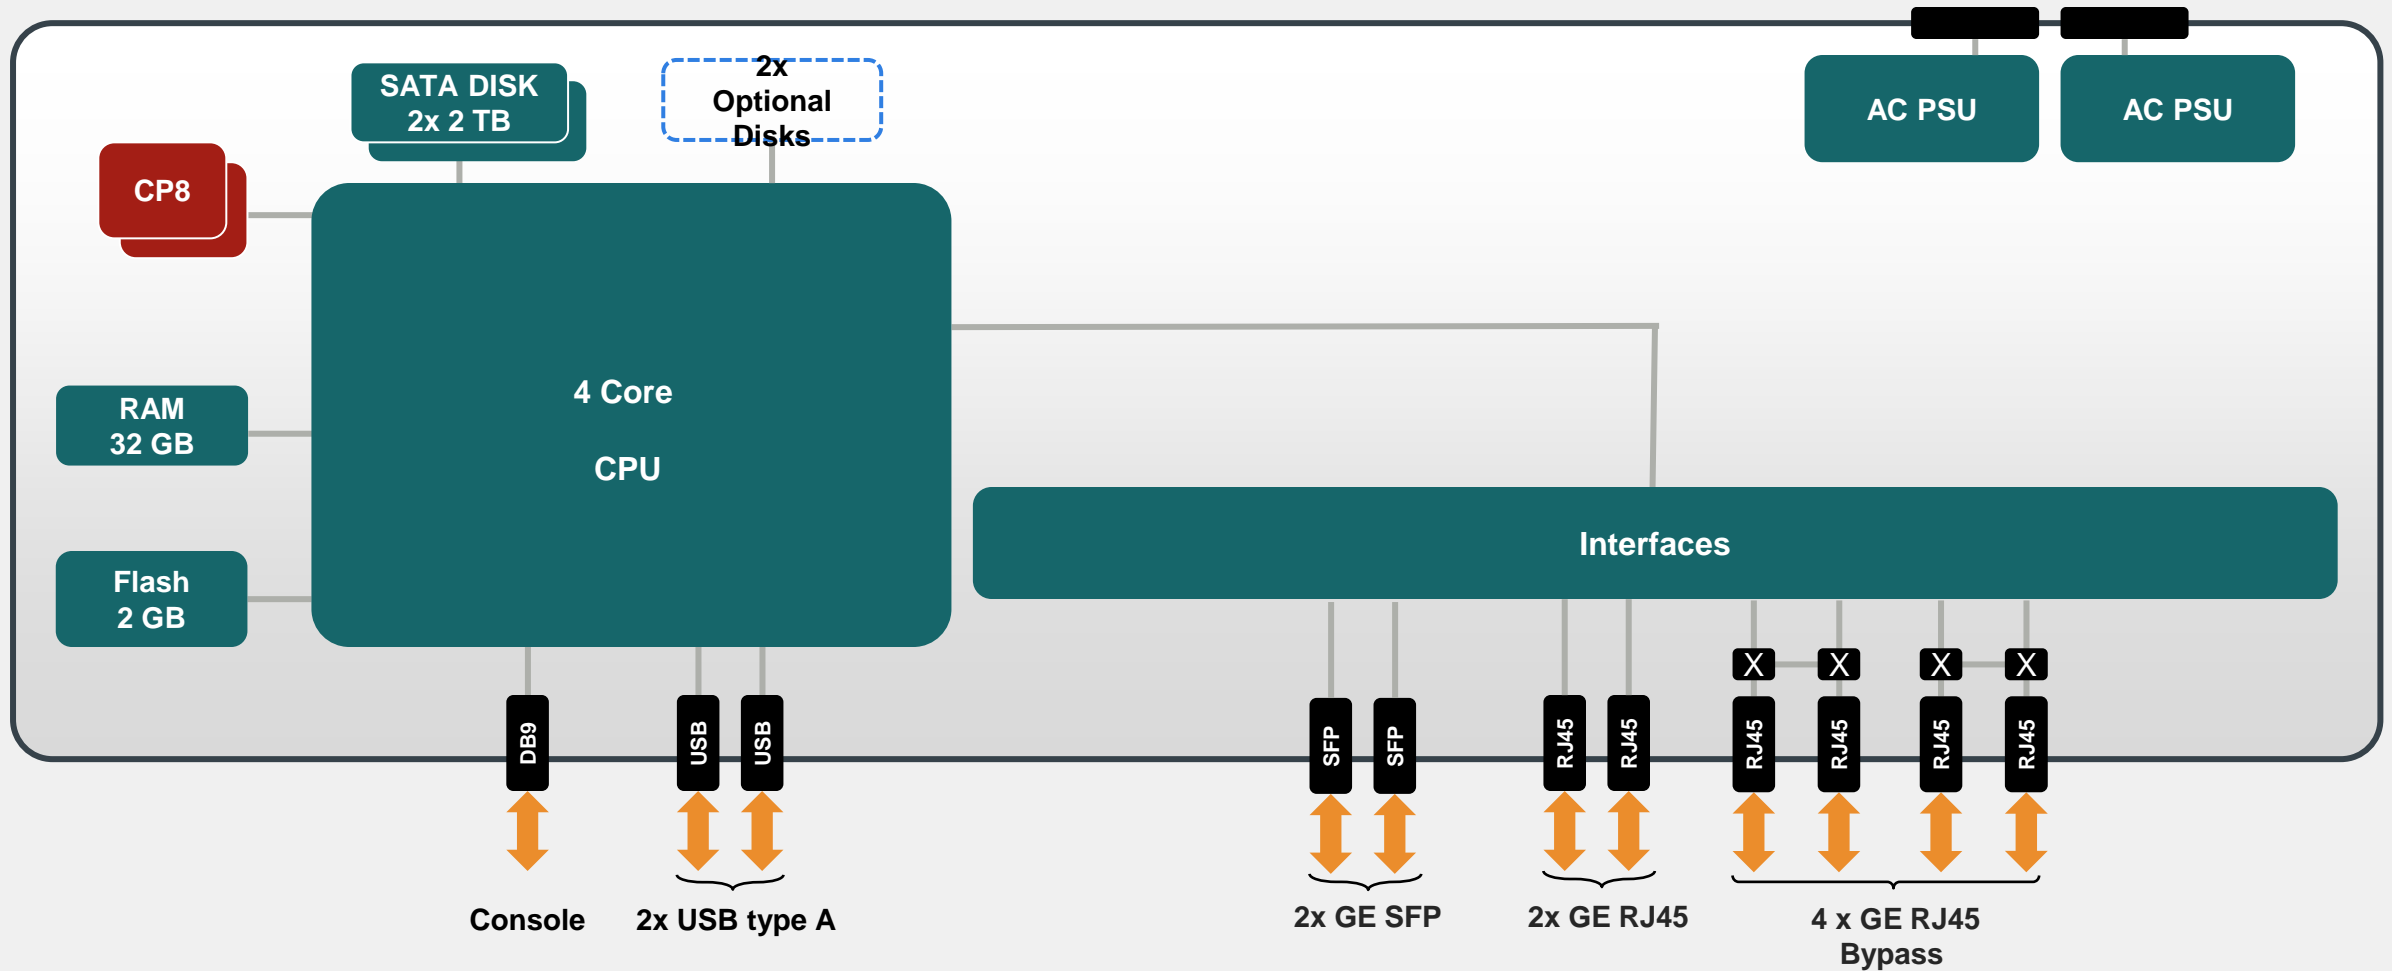 SATA DISK
2x 2 TB
2x
Optional
Disks
AC PSU
AC PSU
CP8
4 Core
CPU
RAM
32 GB
Flash
2 GB
Interfaces
X
X
X
X
DB9
USB
USB
SFP
SFP
RJ45
RJ45
RJ45
RJ45
RJ45
RJ45
Console
2x USB type A
2x GE SFP
2x GE RJ45
4 x GE RJ45
Bypass